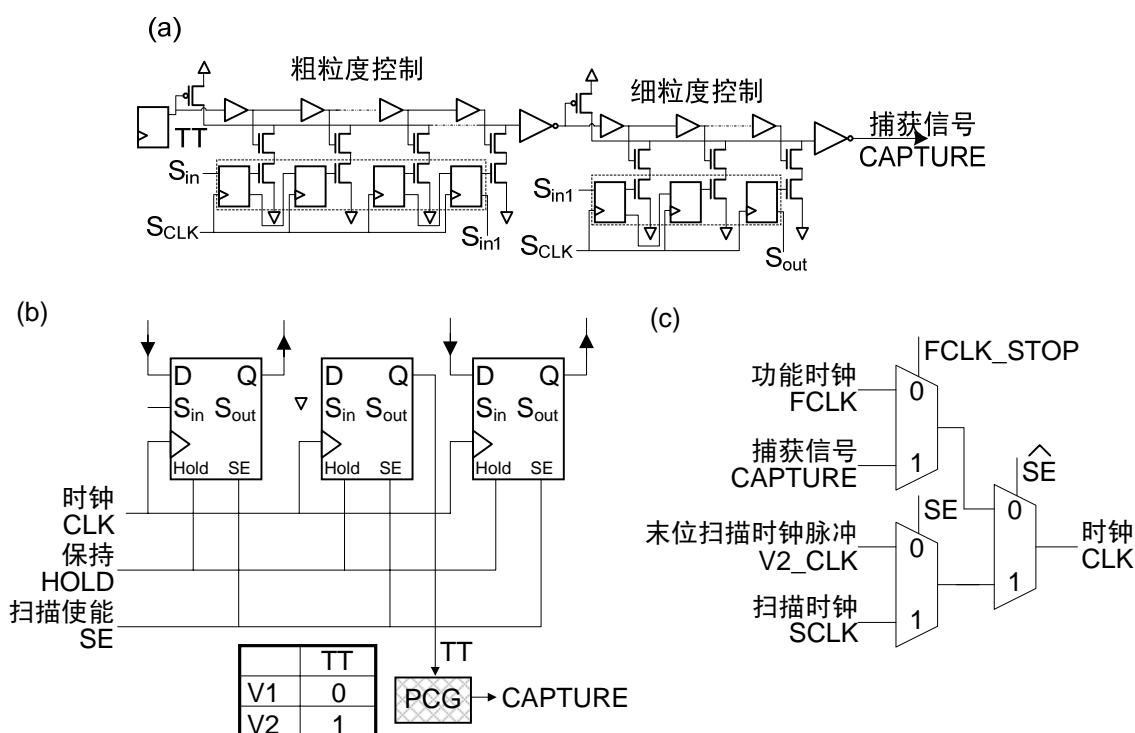 (a)
粗粒度控制
TT
Sin
SCLK
Sin1
细粒度控制
捕获信号
CAPTURE
Sin1
SCLK
Sout
(b)
D Q
Sin Sout
Hold SE
D Q
Sin Sout
Hold SE
D Q
Sin Sout
Hold SE
时钟
CLK
保持
HOLD
扫描使能
SE
TT
TT
V1 0
V2 1
PCG
CAPTURE
(c)
FCLK_STOP
功能时钟
FCLK
0
捕获信号
CAPTURE
1
SE
末位扫描时钟脉冲
V2_CLK
0
扫描时钟
SCLK
1
ŜE
0
1
时钟
CLK